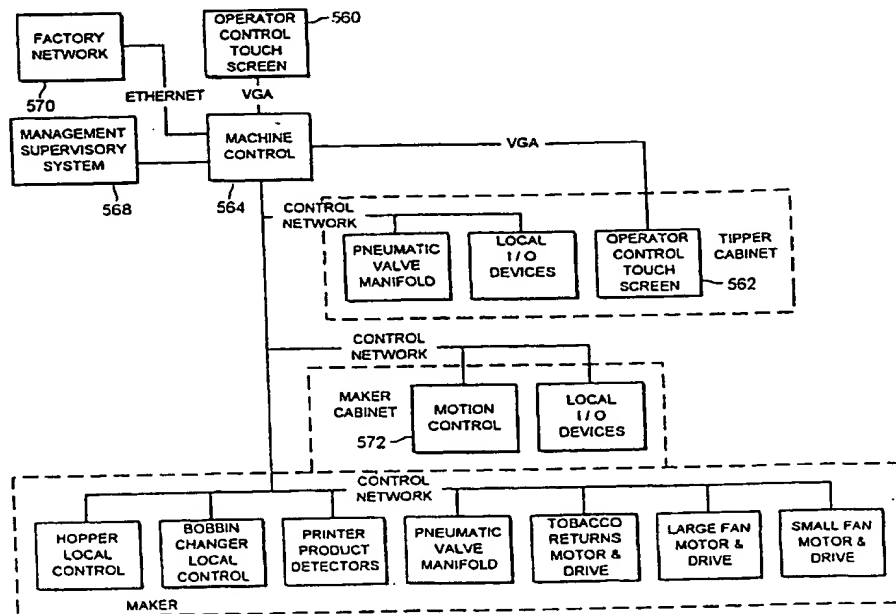 FACTORY
NETWORK
570
OPERATOR
CONTROL
TOUCH
SCREEN
560
ETHERNET
VGA
MANAGEMENT
SUPERVISORY
SYSTEM
568
MACHINE
CONTROL
564
VGA
CONTROL
NETWORK
PNEUMATIC
VALVE
MANIFOLD
LOCAL
I / O
DEVICES
OPERATOR
CONTROL
TOUCH
SCREEN
TIPPER
CABINET
562
CONTROL
NETWORK
MAKER
CABINET
MOTION
CONTROL
572
LOCAL
I / O
DEVICES
CONTROL
NETWORK
HOPPER
LOCAL
CONTROL
BOBBIN
CHANGER
LOCAL
CONTROL
PRINTER
PRODUCT
DETECTORS
PNEUMATIC
VALVE
MANIFOLD
TOBACCO
RETURNS
MOTOR &
DRIVE
LARGE FAN
MOTOR &
DRIVE
SMALL FAN
MOTOR &
DRIVE
MAKER